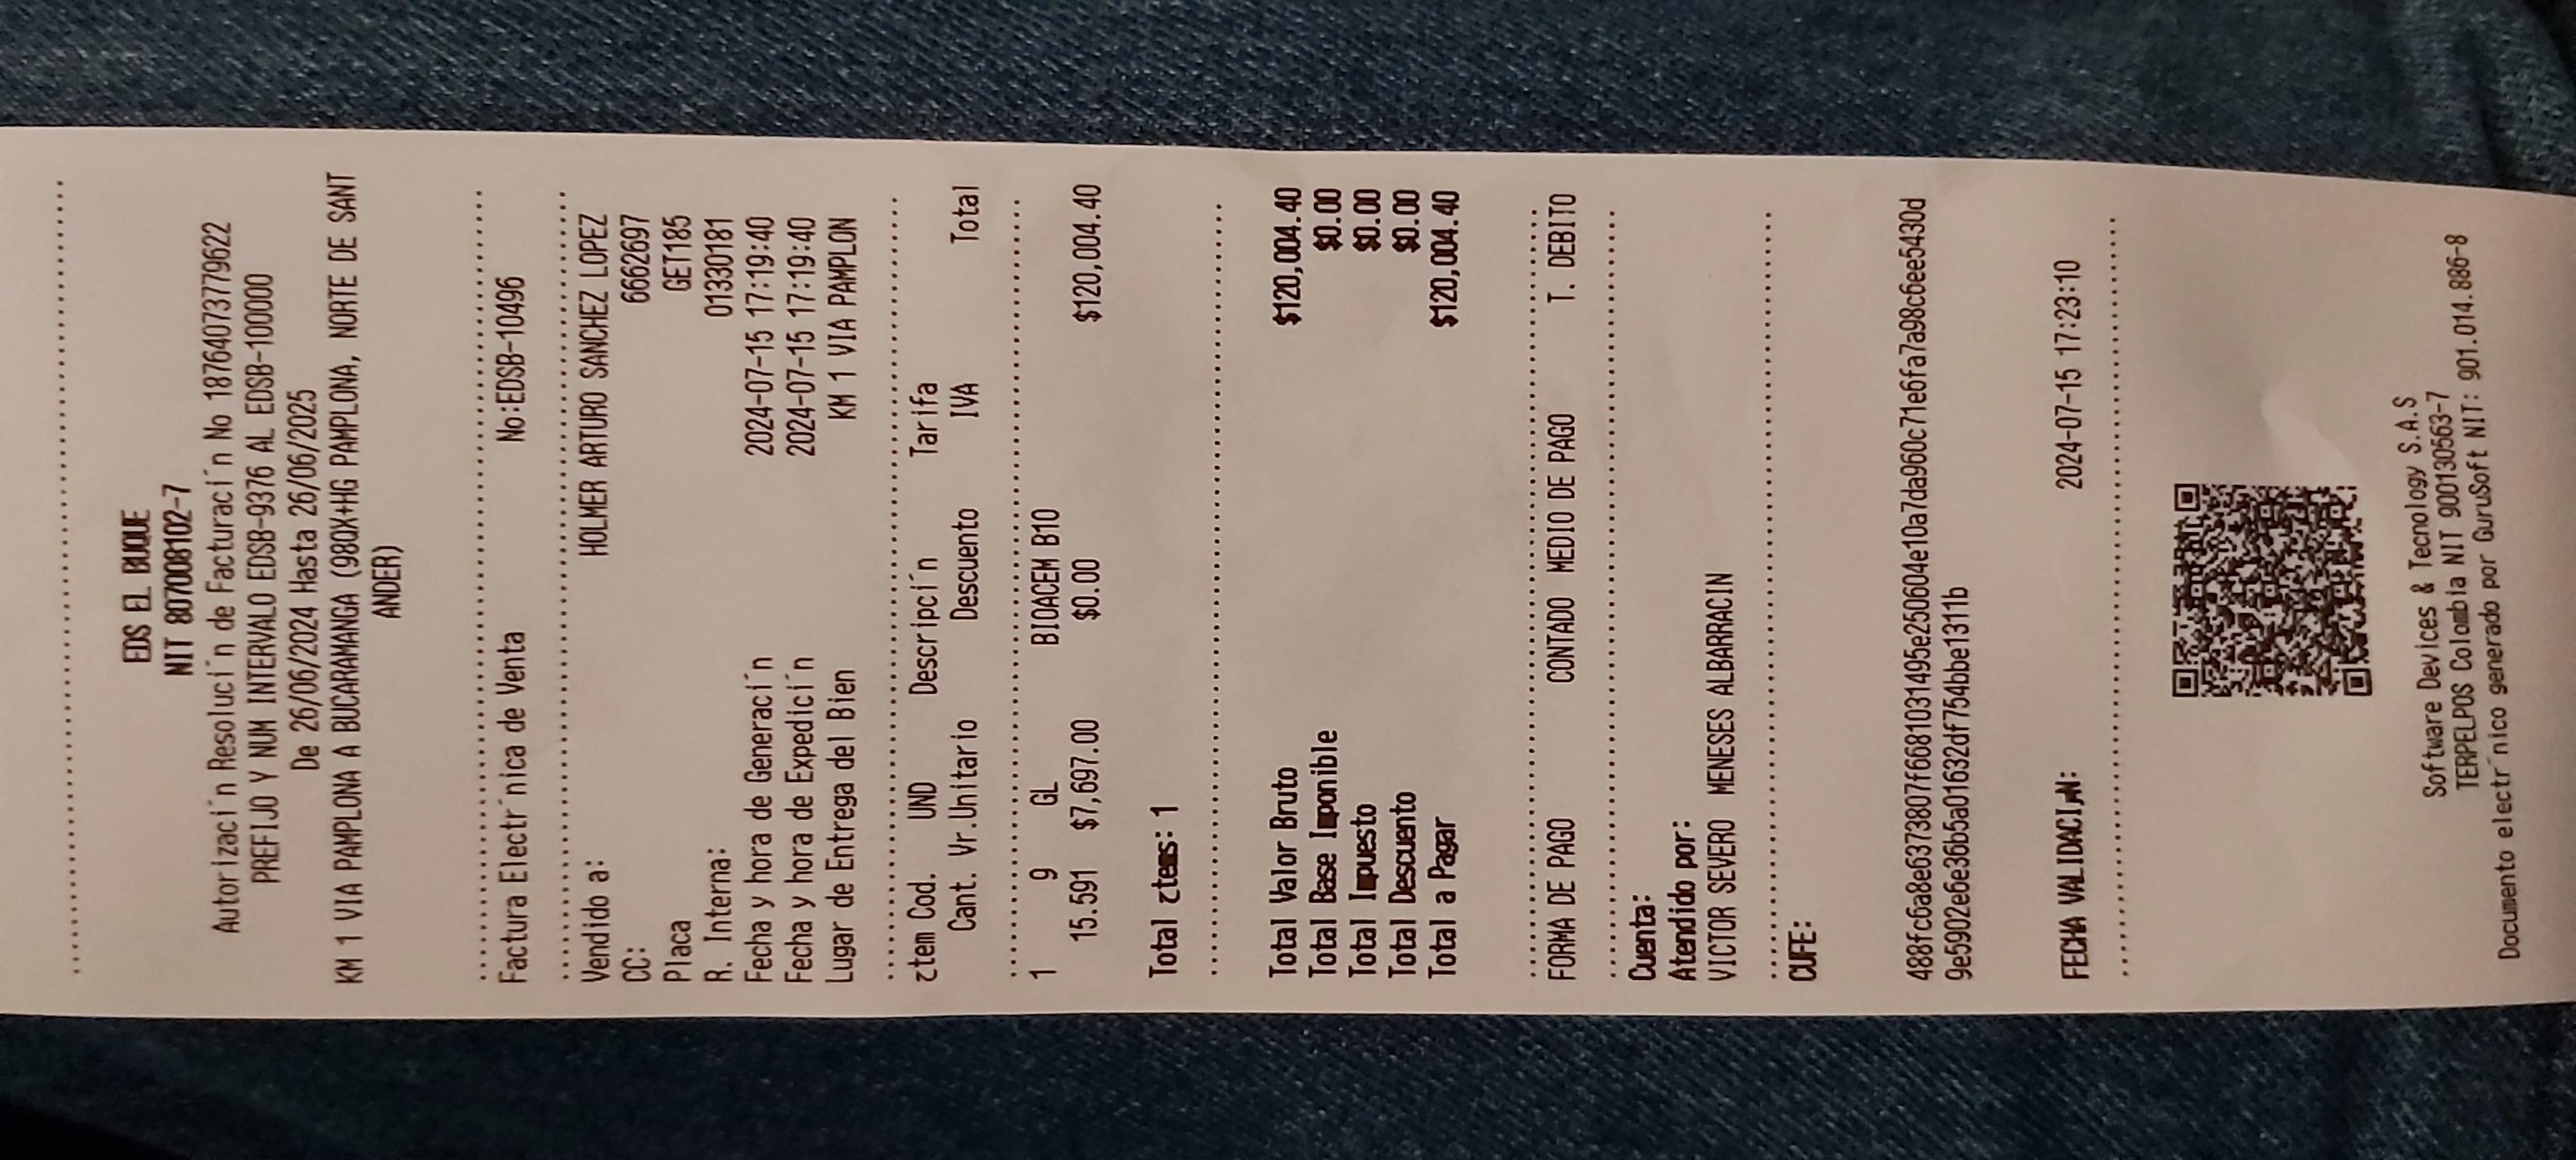 EDS EL BUQUE
NIT 807008102-7
Autorizaci´n Resoluci´n de Facturaci´n No 18764073779622
PREFIJO Y NUM INTERVALO EDSB-9376 AL EDSB-100000
De 26/06/2024 Hasta 26/06/2025
KM 1 VIA PAMPLONA A BUCARAMANGA (980X+HG PAMPLONA, NORTE DE SANT
ANDER)
Factura Electr´nica de Venta No:EDSB-10496
Vendido a: HOLMER ARTURO SANCHEZ LOPEZ
CC: 6662697
Placa GET185
R. Interna: 01330181
Fecha y hora de Generaci´n 2024-07-15 17:19:40
Fecha y hora de Expedici´n 2024-07-15 17:19:40
Lugar de Entrega del Bien KM 1 VIA PAMPLON
ztem Cod. UND Descripci´n Tarifa
Cant. Vr.Unitario Descuento IVA Total
1 9 GL BIOACEM B10
15.591 $7,697.00 $0.00 $120,004.40
Total ztems: 1
Total Valor Bruto $120,004.40
Total Base Imponible $0.00
Total Impuesto $0.00
Total Descuento $0.00
Total a Pagar $120,004.40
FORMA DE PAGO CONTADO MEDIO DE PAGO T. DEBITO
Cuenta:
Atendido por:
VICTOR SEVERO MENESES ALBARRACIN
CUFE:
488fc6a8e6373807f6681031495e250604e10a7da960c71e6fa7a98c6ee5430d
9e5902e6e36b5a01632df754bbe1311b
FECHA VALIDACI´N: 2024-07-15 17:23:10
Software Devices & Tecnology S.A.S
TERPELPOS Colombia NIT 900130563-7
Documento electr´nico generado por GuruSoft NIT: 901.014.886-8